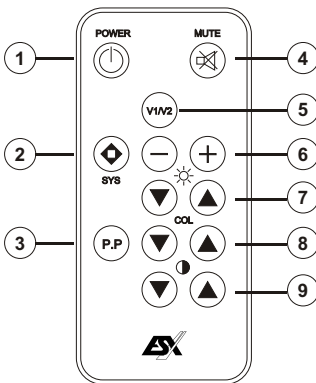 POWER MUTE
1 4
V1/V2 5
2 6
SYS
7
COL
3 P.P 8
9
ESX